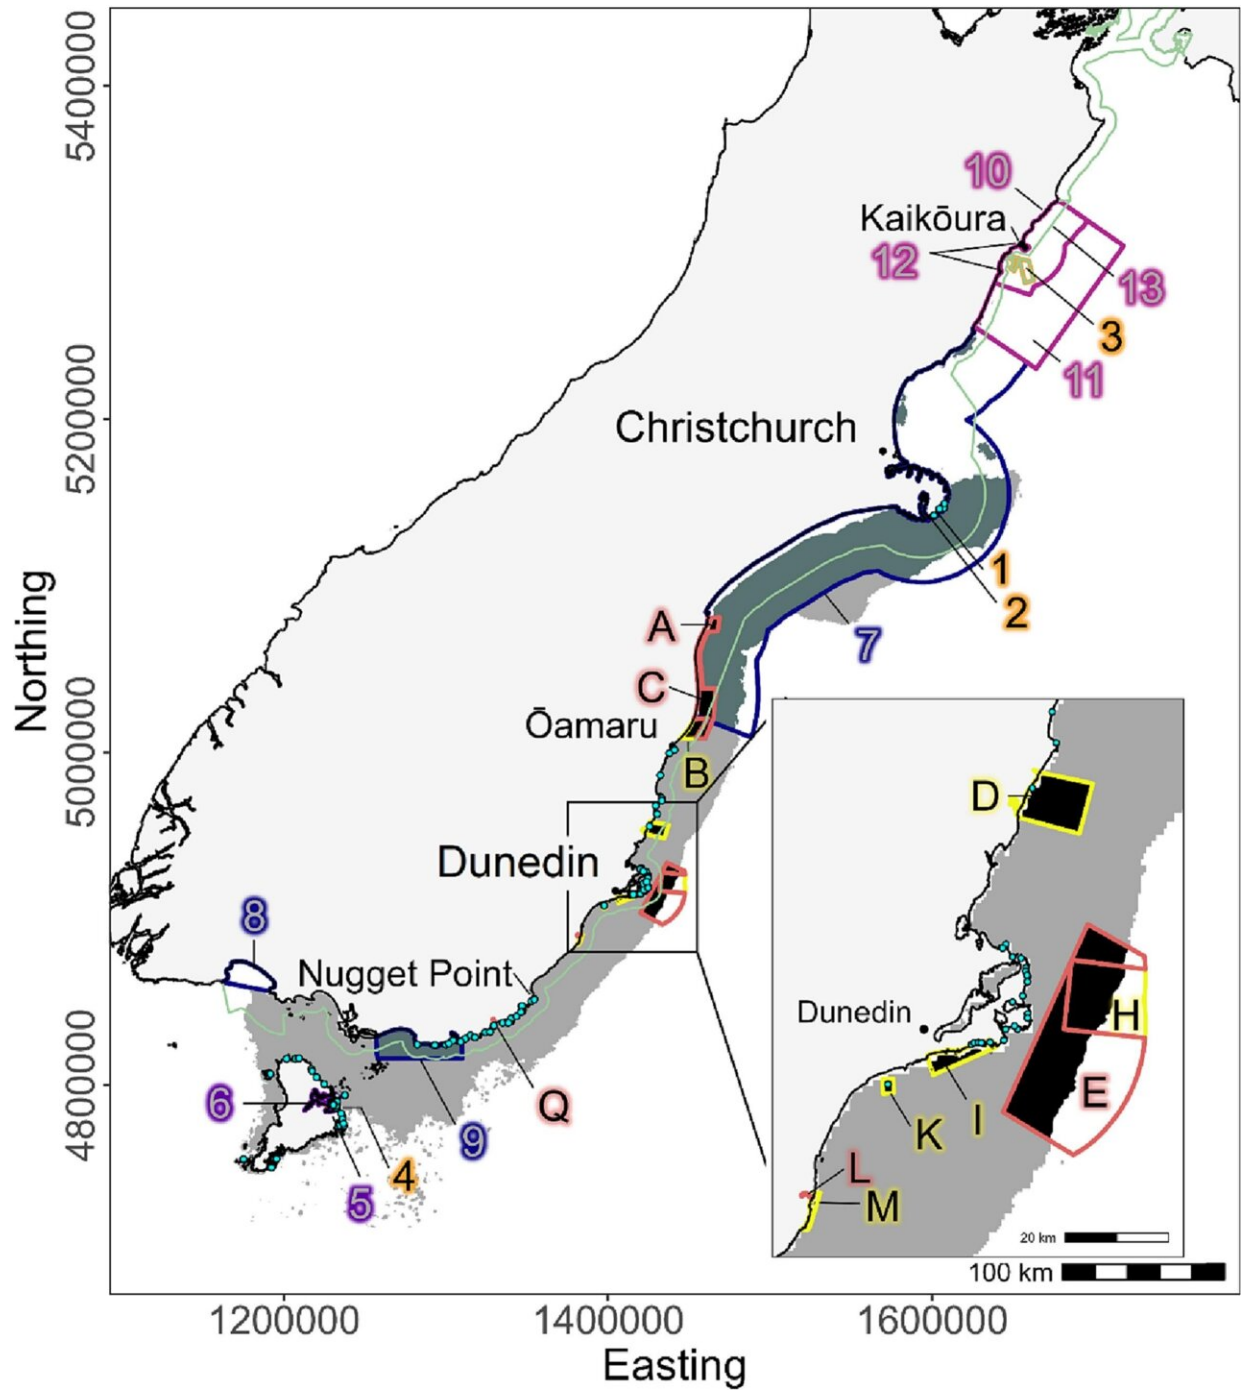 5400000
10
Kaikōura
12
13
3
11
5200000
Christchurch
1
2
A
7
C
Ōamaru
B
5000000
D
Dunedin
8
Nugget Point
Dunedin
H
E
I
K
L
M
4800000
6
Q
9
4
5
20 km
100 km
1200000
1400000
1600000
Easting
Northing